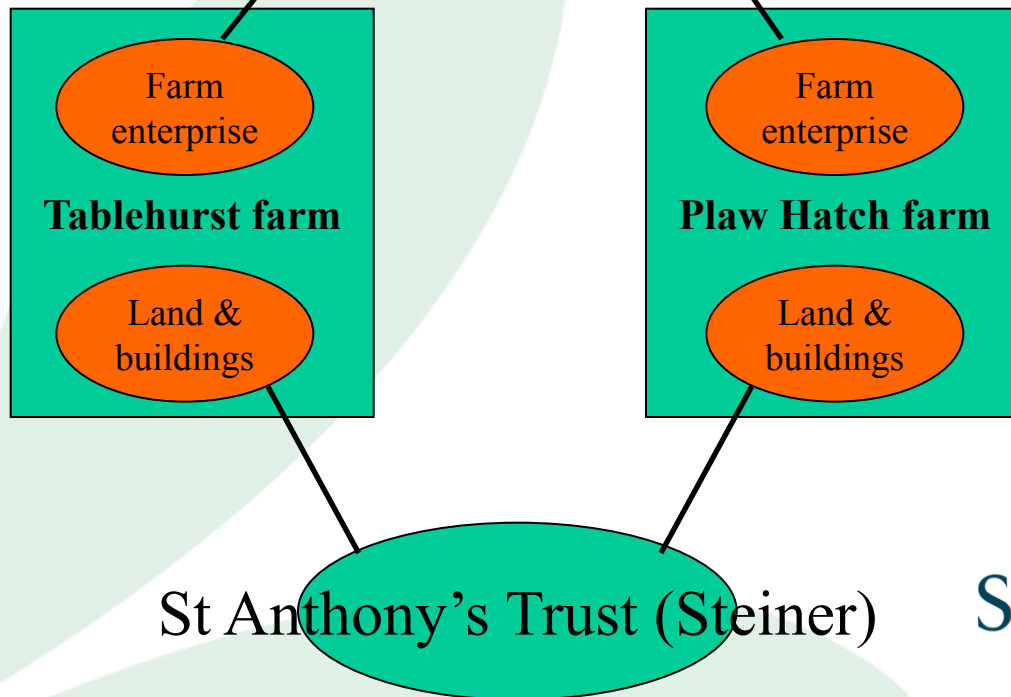 Farm
enterprise
Tablehurst farm
Land &
buildings
Farm
enterprise
Plaw Hatch farm
Land &
buildings
St Anthony’s Trust (Steiner)
S